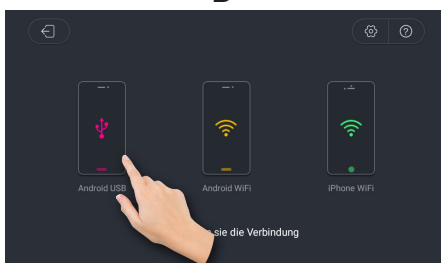 Android USB
Android WiFi
iPhone WiFi
sie die Verbindung